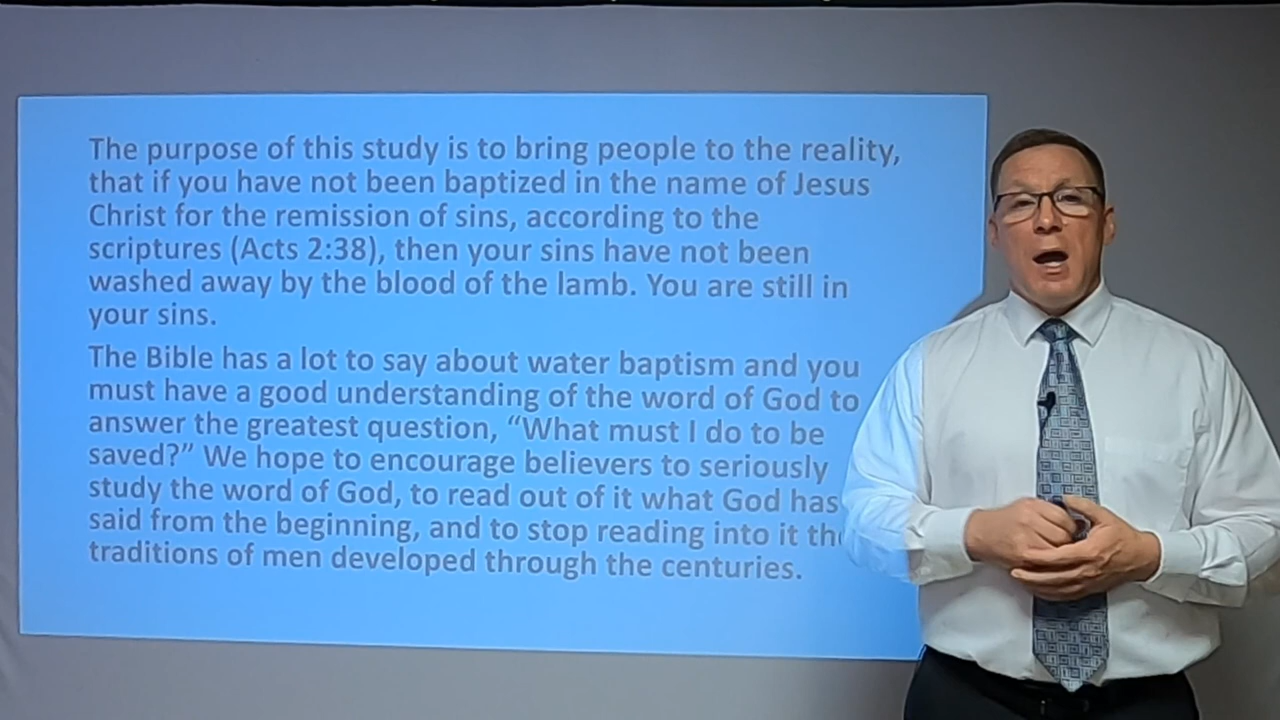 The purpose of this study is to bring people to the reality,
that if you have not been baptized in the name of Jesus
Christ for the remission of sins, according to the
scriptures (Acts 2:38), then your sins have not been
washed away by the blood of the lamb. You are still in
your sins.
The Bible has a lot to say about water baptism and you
must have a good understanding of the word of God to
answer the greatest question, “What must I do to be
saved?” We hope to encourage believers to seriously
study the word of God, to read out of it what God has
said from the beginning, and to stop reading into it the
traditions of men developed through the centuries.